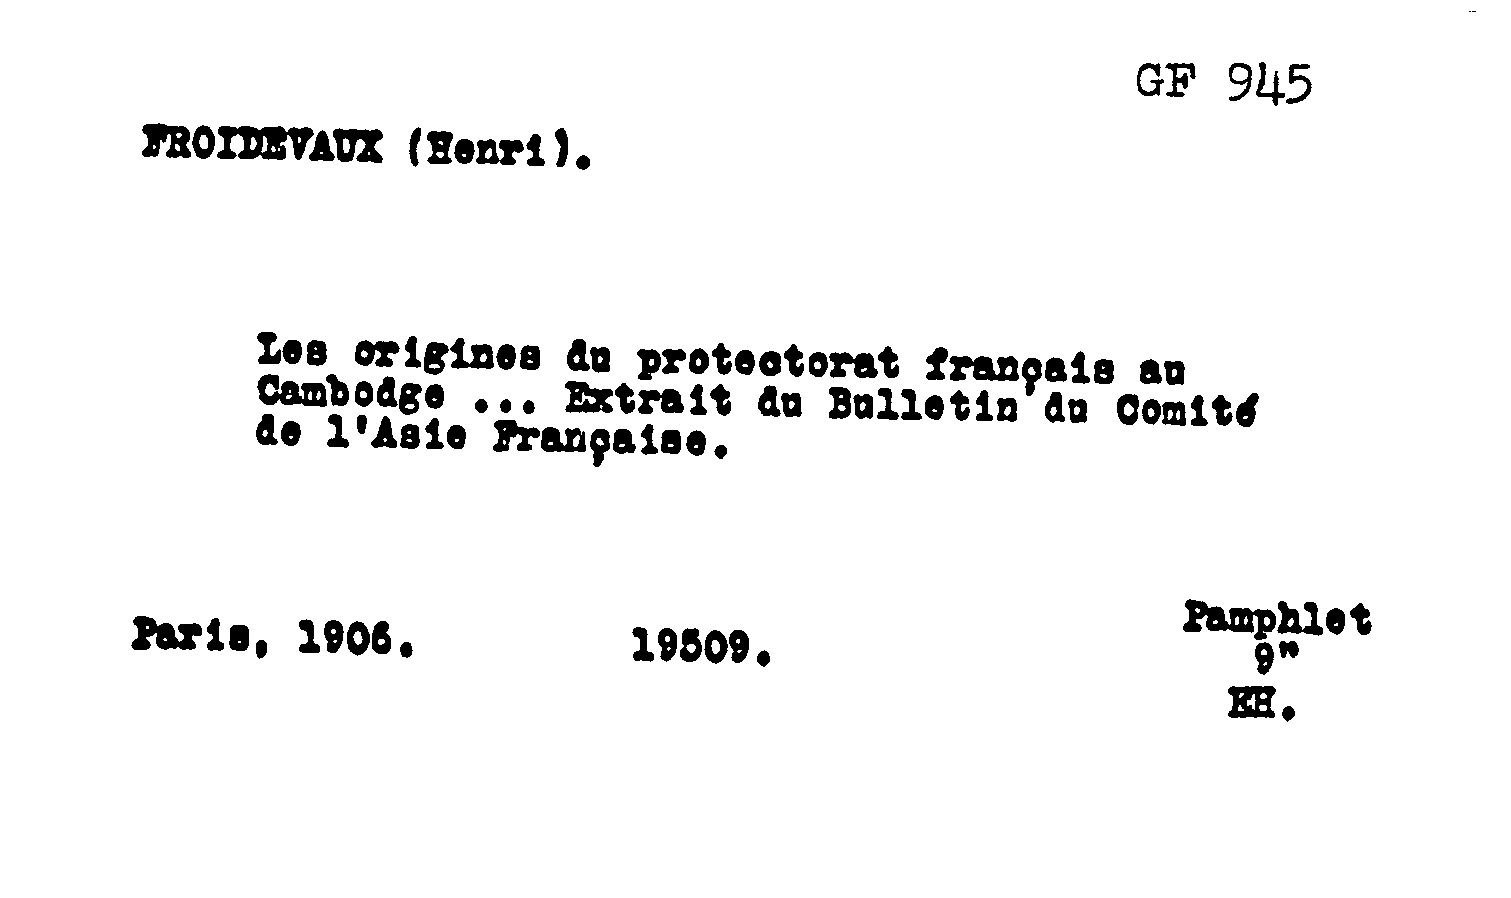 GF 945
FROIDEVAUX (Henri).
Les origines du protectorat français au
Cambodge ... Extrait du Bulletin du Comité
de l'Asie Française.
Paris, 1906.
19509.
Pamphlet
9"
EH.